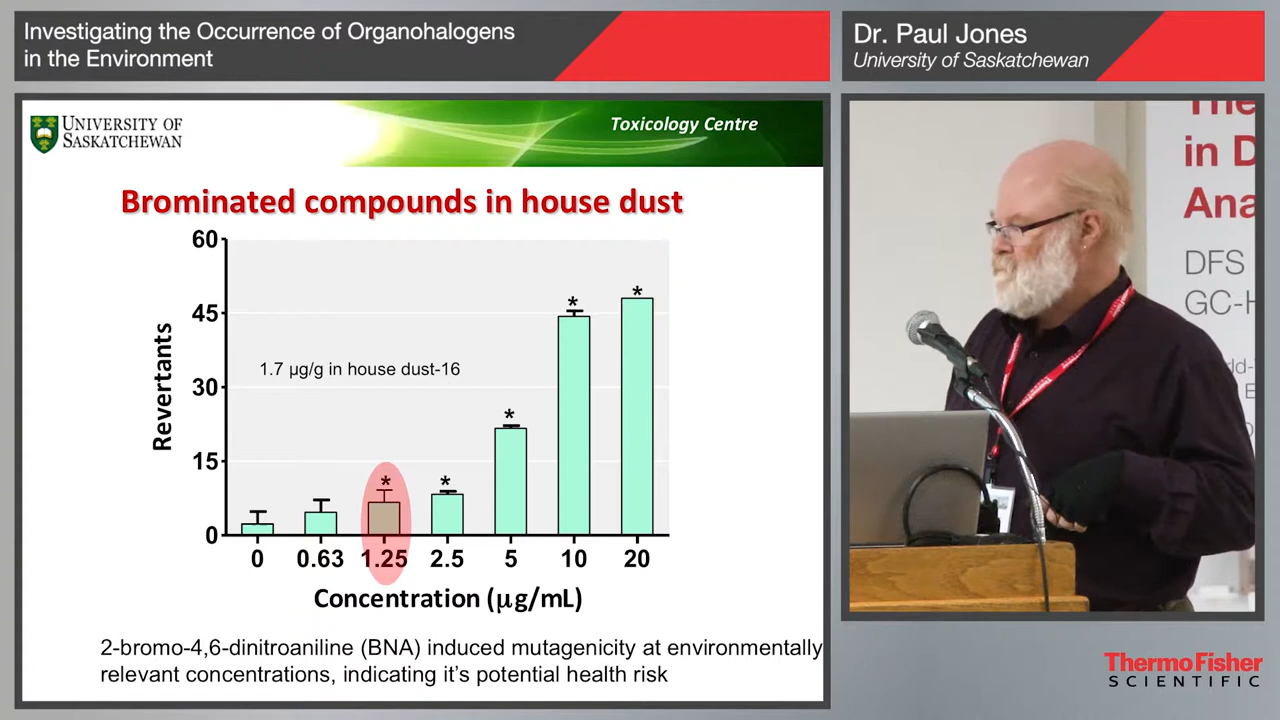 Investigating the Occurrence of Organohalogens
in the Environment
Dr. Paul Jones
University of Saskatchewan
UNIVERSITY OF
SASKATCHEWAN
Toxicology Centre
Brominated compounds in house dust
60
45
30
15
0
Revertants
1.7 µg/g in house dust-16
*
*
*
*
*
0
0.63
1.25
2.5
5
10
20
Concentration (µg/mL)
2-bromo-4,6-dinitroaniline (BNA) induced mutagenicity at environmentally
relevant concentrations, indicating it's potential health risk
in D
Ana
DFS
GC-H
ThermoFisher
SCIENTIFIC